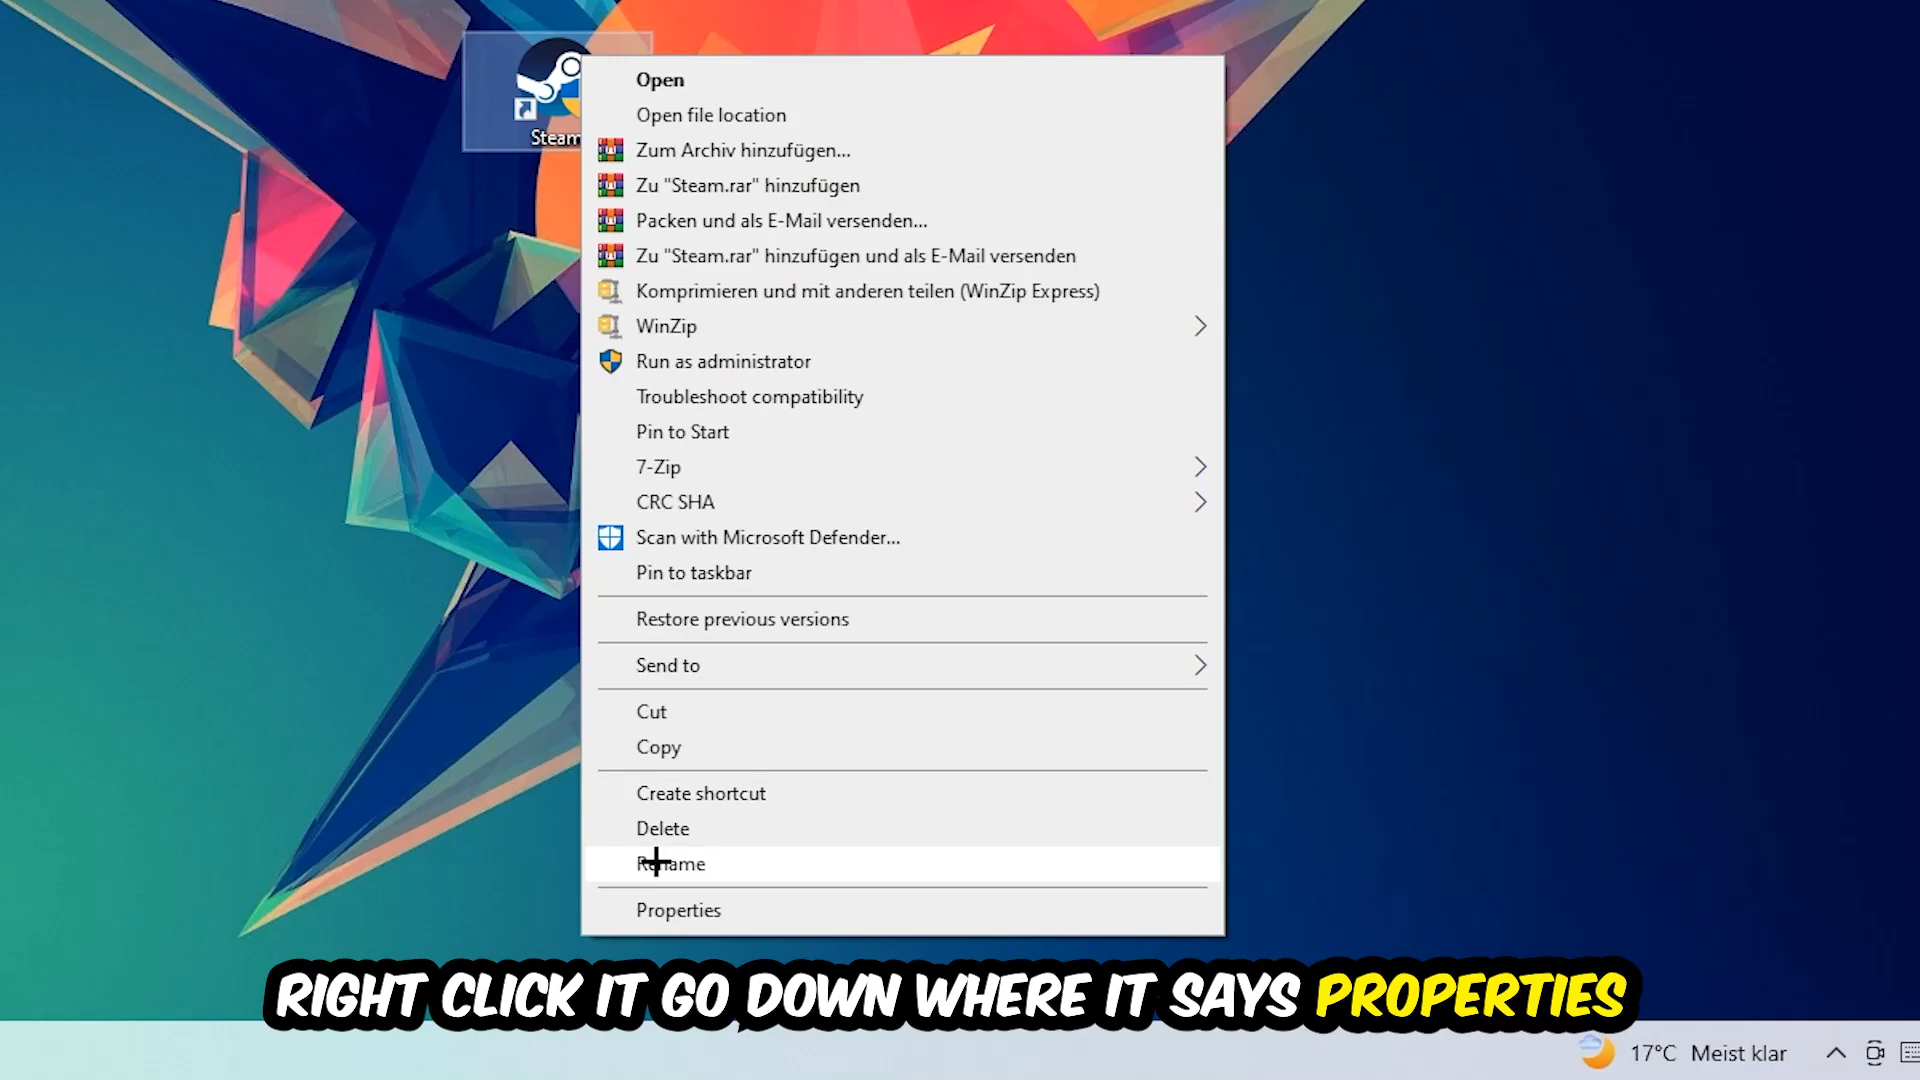 Steam
Open
Open file location
Zum Archiv hinzufügen...
Zu "Steam.rar" hinzufügen
Packen und als E-Mail versenden...
Zu "Steam.rar" hinzufügen und als E-Mail versenden
Komprimieren und mit anderen teilen (WinZip Express)
WinZip
Run as administrator
Troubleshoot compatibility
Pin to Start
7-Zip
CRC SHA
Scan with Microsoft Defender...
Pin to taskbar
Restore previous versions
Send to
Cut
Copy
Create shortcut
Delete
Rename
Properties
RIGHT CLICK IT GO DOWN WHERE IT SAYS PROPERTIES
17°C Meist klar